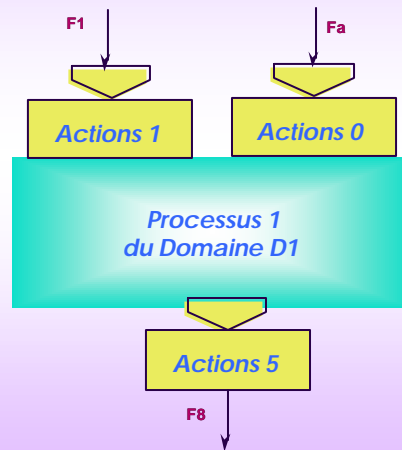 F1
Fa
Actions 1
Actions 0
Processus 1
du Domaine D1
Actions 5
F8